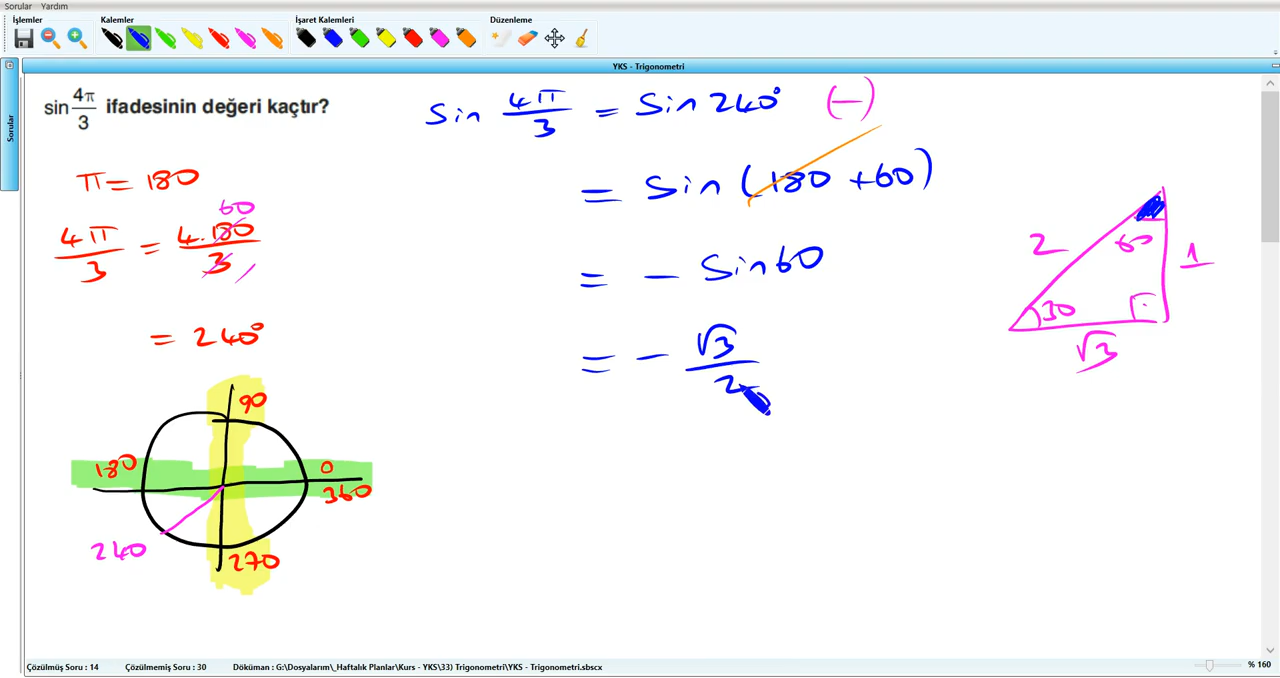 Sorular Yardım
İşlemler Kalemler İşaret Kalemleri Düzenleme
YKS - Trigonometri
Sorular
sin 4π/3 ifadesinin değeri kaçtır?
Sin 4π/3 = Sin 240° (-)
= Sin (180 + 60)
= - Sin60
= - √3/2
π = 180
60
4π/3 = 4.180/3
= 240°
2
60
1
30
√3
90
180
0
360
240
270
Çözülmüş Soru : 14 Çözülmemiş Soru : 30 Döküman : G:\Dosyalarım\_Haftalık Planlar\Kurs - YKS\33) Trigonometri\YKS - Trigonometri.sbscx
% 160